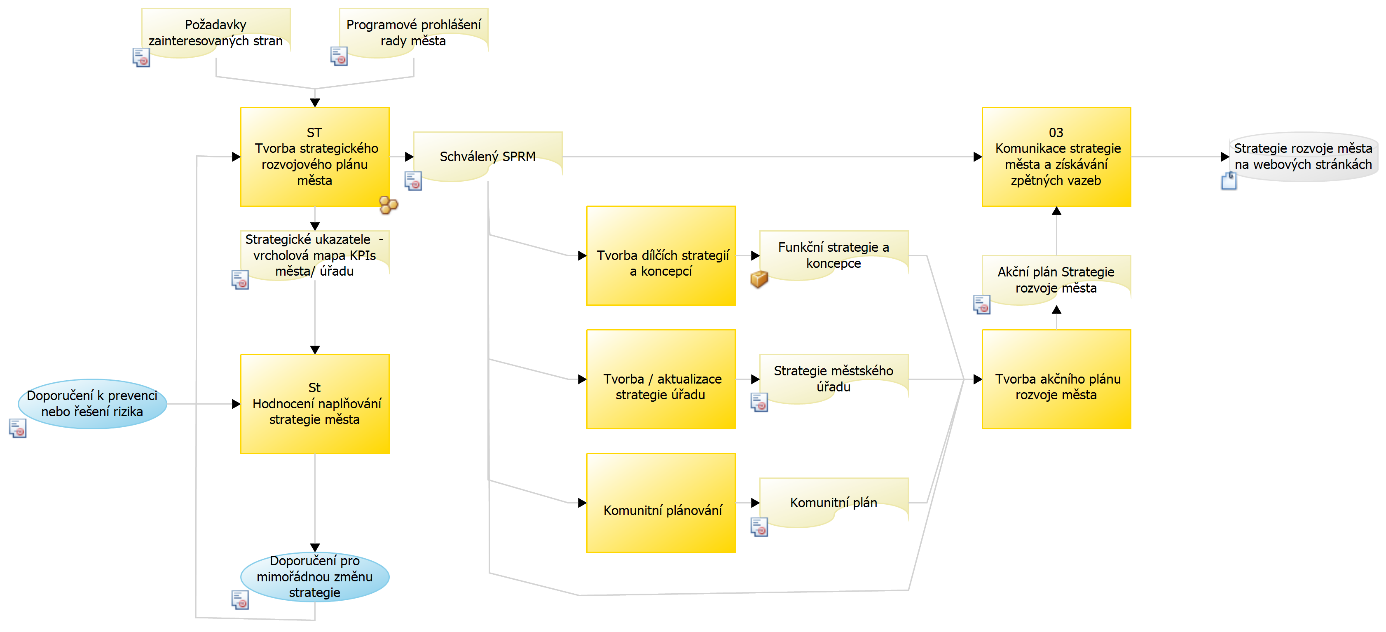 Požadavky
zainteresovaných stran
Programové prohlášení
rady města
ST
Tvorba strategického
rozvojového plánu
města
Schválený SPRM
03
Komunikace strategie
města a získávání
zpětných vazeb
Strategie rozvoje města
na webových stránkách
Strategické ukazatele -
vrcholová mapa KPIs
města/ úřadu
Tvorba dílčích strategií
a koncepcí
Funkční strategie a
koncepce
Akční plán Strategie
rozvoje města
Doporučení k prevenci
nebo řešení rizika
St
Hodnocení naplňování
strategie města
Tvorba / aktualizace
strategie úřadu
Strategie městského
úřadu
Tvorba akčního plánu
rozvoje města
Komunitní plánování
Komunitní plán
Doporučení pro
mimořádnou změnu
strategie